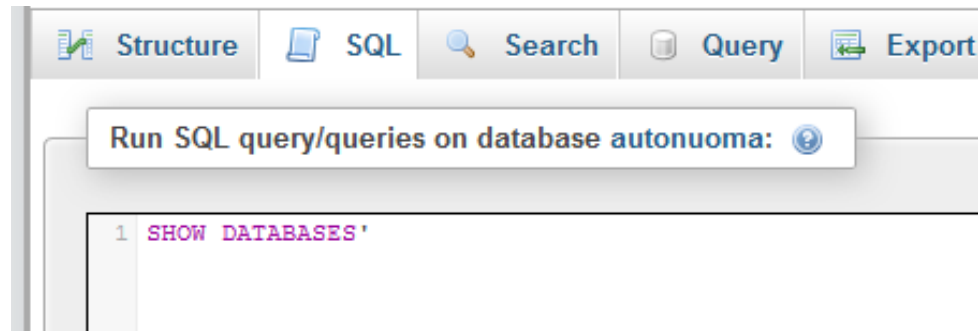 Structure SQL Search Query Export
Run SQL query/queries on database autonuoma:
1 SHOW DATABASES'